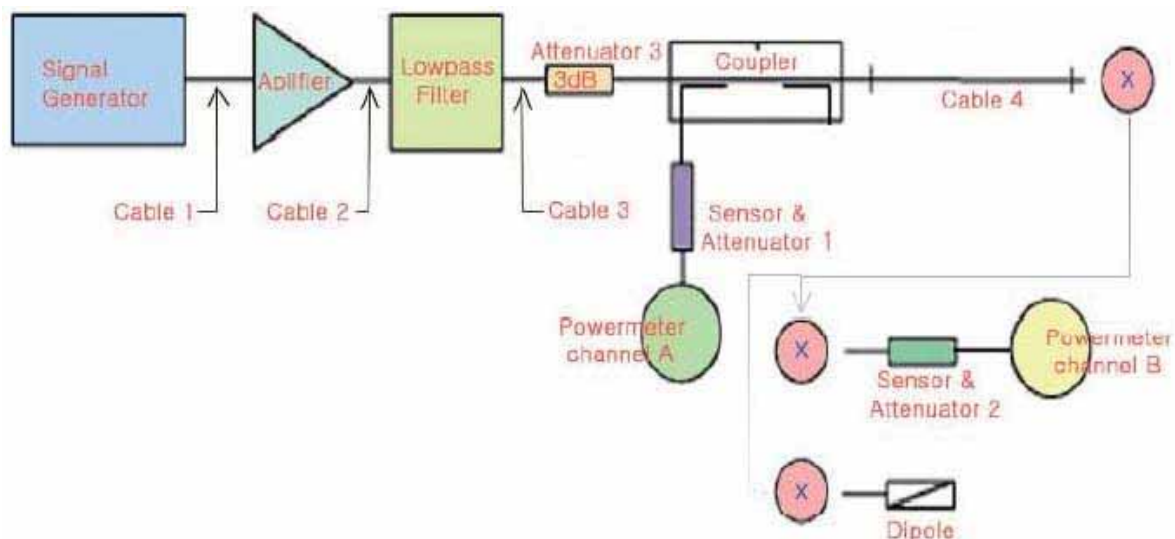 Signal
Generator
Aplifier
Lowpass
Filter
Attenuator 3
3dB
Coupler
Cable 4
X
Cable 1
Cable 2
Cable 3
Sensor &
Attenuator 1
Powermeter
channel A
X
Sensor &
Attenuator 2
Powermeter
channel B
X
Dipole